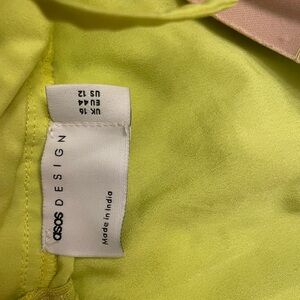 UK 16
EU 44
US 12
asos DESIGN
Made in India